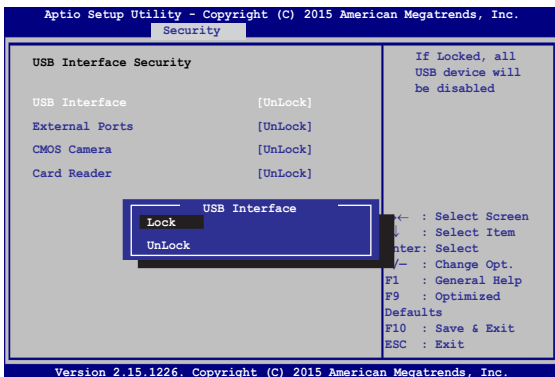 Aptio Setup Utility - Copyright (C) 2015 American Megatrends, Inc.
Security
USB Interface Security
USB Interface [UnLock]
External Ports [UnLock]
CMOS Camera [UnLock]
Card Reader [UnLock]
If Locked, all
USB device will
be disabled
USB Interface
Lock
UnLock
→← : Select Screen
↓ : Select Item
nter: Select
/— : Change Opt.
F1 : General Help
F9 : Optimized
Defaults
F10 : Save & Exit
ESC : Exit
Version 2.15.1226. Copyright (C) 2015 American Megatrends, Inc.